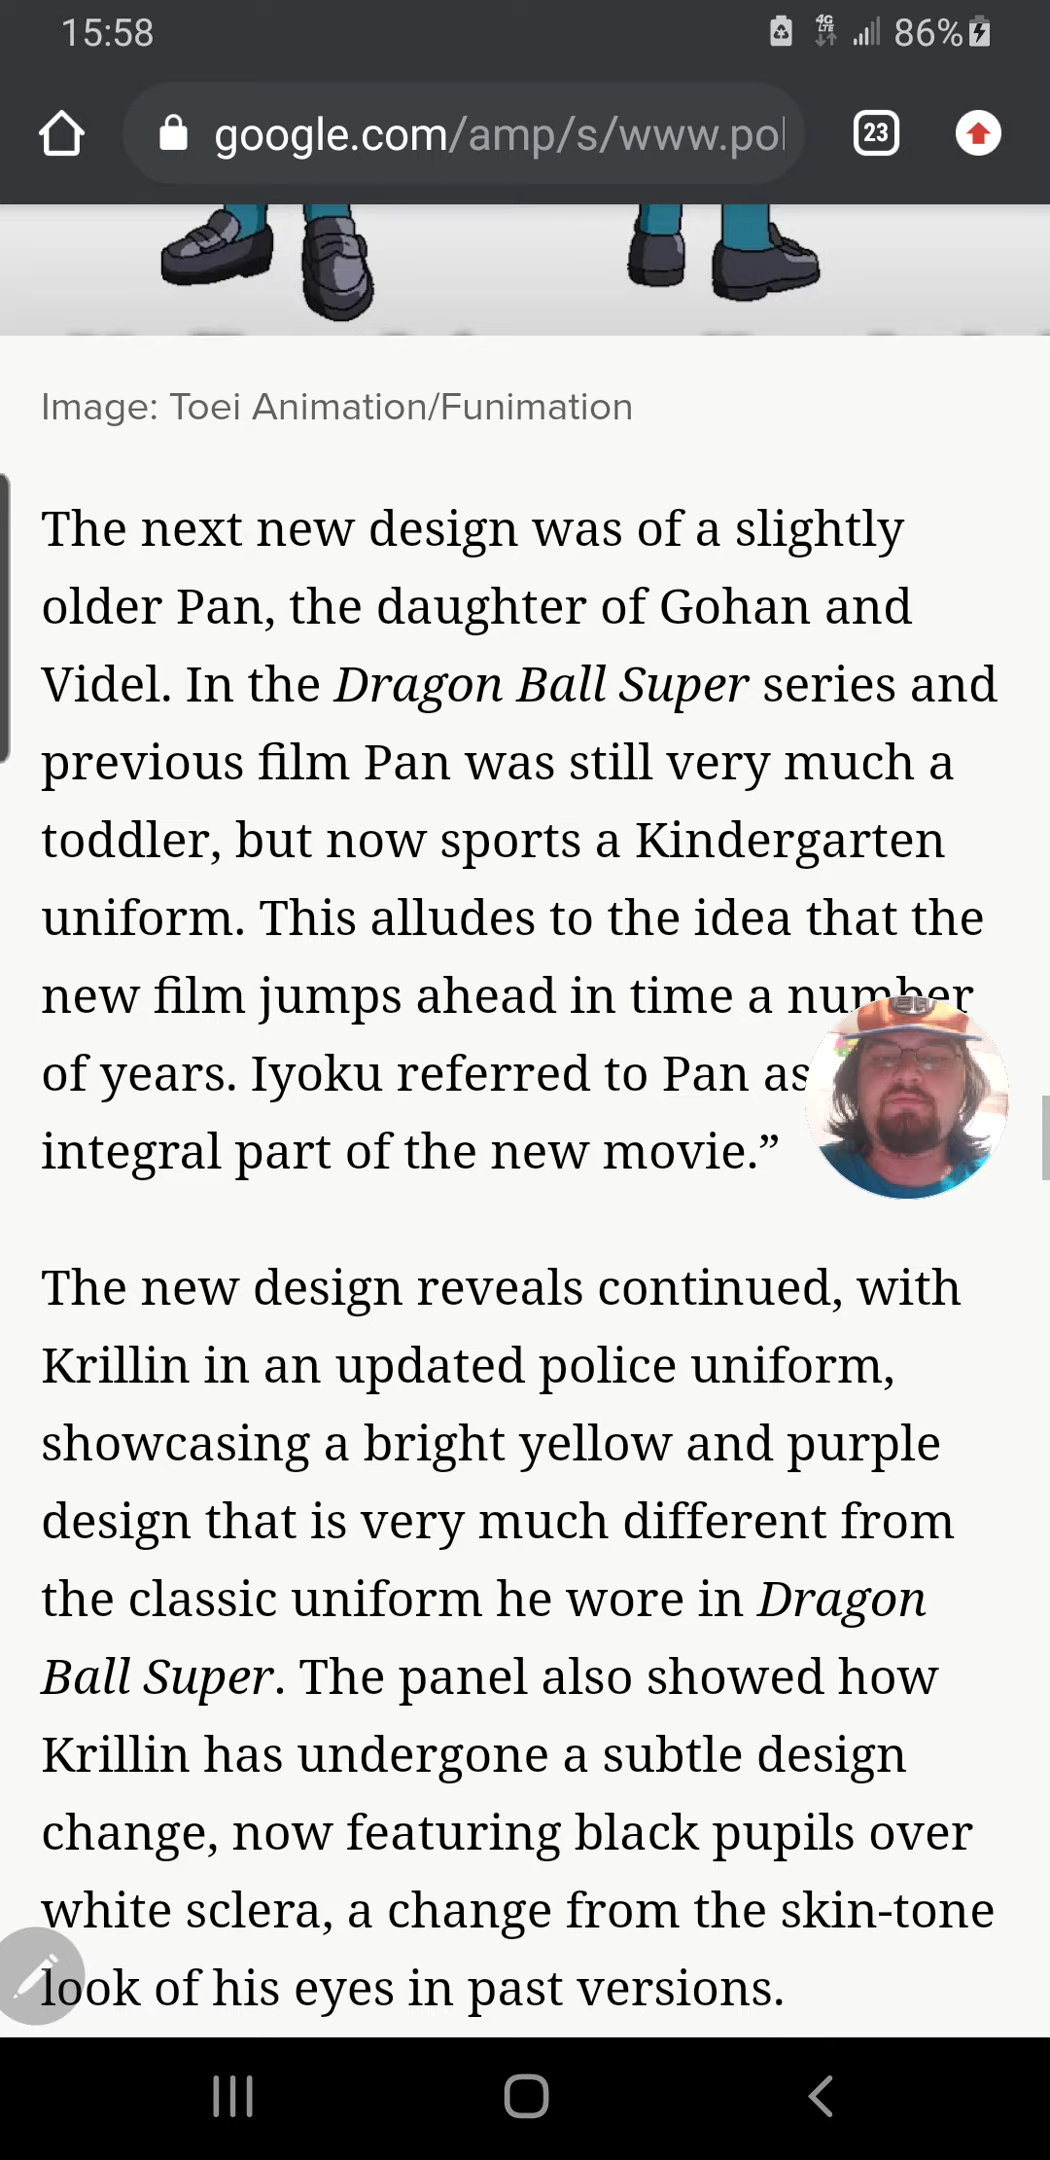 15:58
4G
LTE
86%
google.com/amp/s/www.pol
23
Image: Toei Animation/Funimation
The next new design was of a slightly
older Pan, the daughter of Gohan and
Videl. In the Dragon Ball Super series and
previous film Pan was still very much a
toddler, but now sports a Kindergarten
uniform. This alludes to the idea that the
new film jumps ahead in time a number
of years. Iyoku referred to Pan as
integral part of the new movie.”
The new design reveals continued, with
Krillin in an updated police uniform,
showcasing a bright yellow and purple
design that is very much different from
the classic uniform he wore in Dragon
Ball Super. The panel also showed how
Krillin has undergone a subtle design
change, now featuring black pupils over
white sclera, a change from the skin-tone
look of his eyes in past versions.